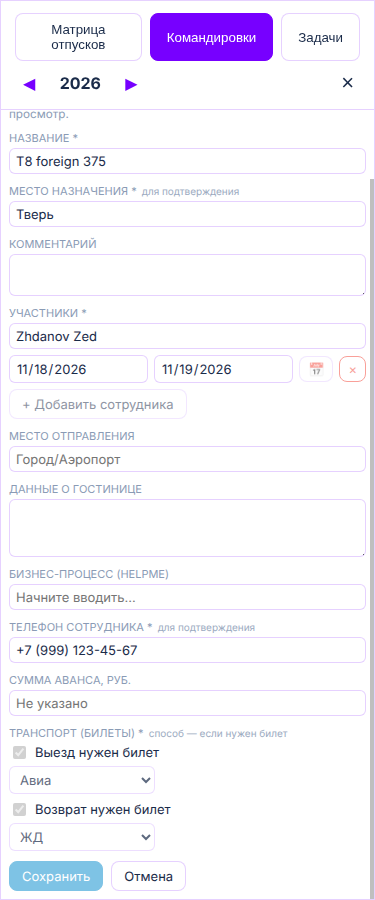 Матрица
отпусков
Командировки
Задачи
◀ 2026 ▶ ×
просмотр.
НАЗВАНИЕ *
T8 foreign 375
МЕСТО НАЗНАЧЕНИЯ * для подтверждения
Тверь
КОММЕНТАРИЙ
УЧАСТНИКИ *
Zhdanov Zed
11/18/2026 11/19/2026 📅 ×
+ Добавить сотрудника
МЕСТО ОТПРАВЛЕНИЯ
Город/Аэропорт
ДАННЫЕ О ГОСТИНИЦЕ
БИЗНЕС-ПРОЦЕСС (HELPME)
Начните вводить...
ТЕЛЕФОН СОТРУДНИКА * для подтверждения
+7 (999) 123-45-67
СУММА АВАНСА, РУБ.
Не указано
ТРАНСПОРТ (БИЛЕТЫ) * способ — если нужен билет
Выезд нужен билет
Авиа
Возврат нужен билет
ЖД
Сохранить Отмена